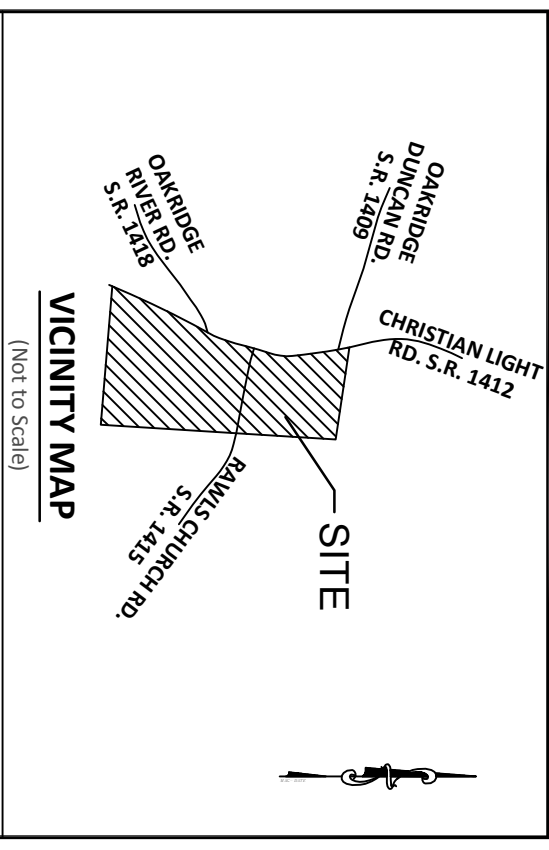 OAKRIDGE
DUNCAN RD.
S.R. 1409
CHRISTIAN LIGHT
RD. S.R. 1412
OAKRIDGE
RIVER RD.
S.R. 1418
SITE
RAWLS CHURCH RD.
S.R. 1415
VICINITY MAP
(Not to Scale)